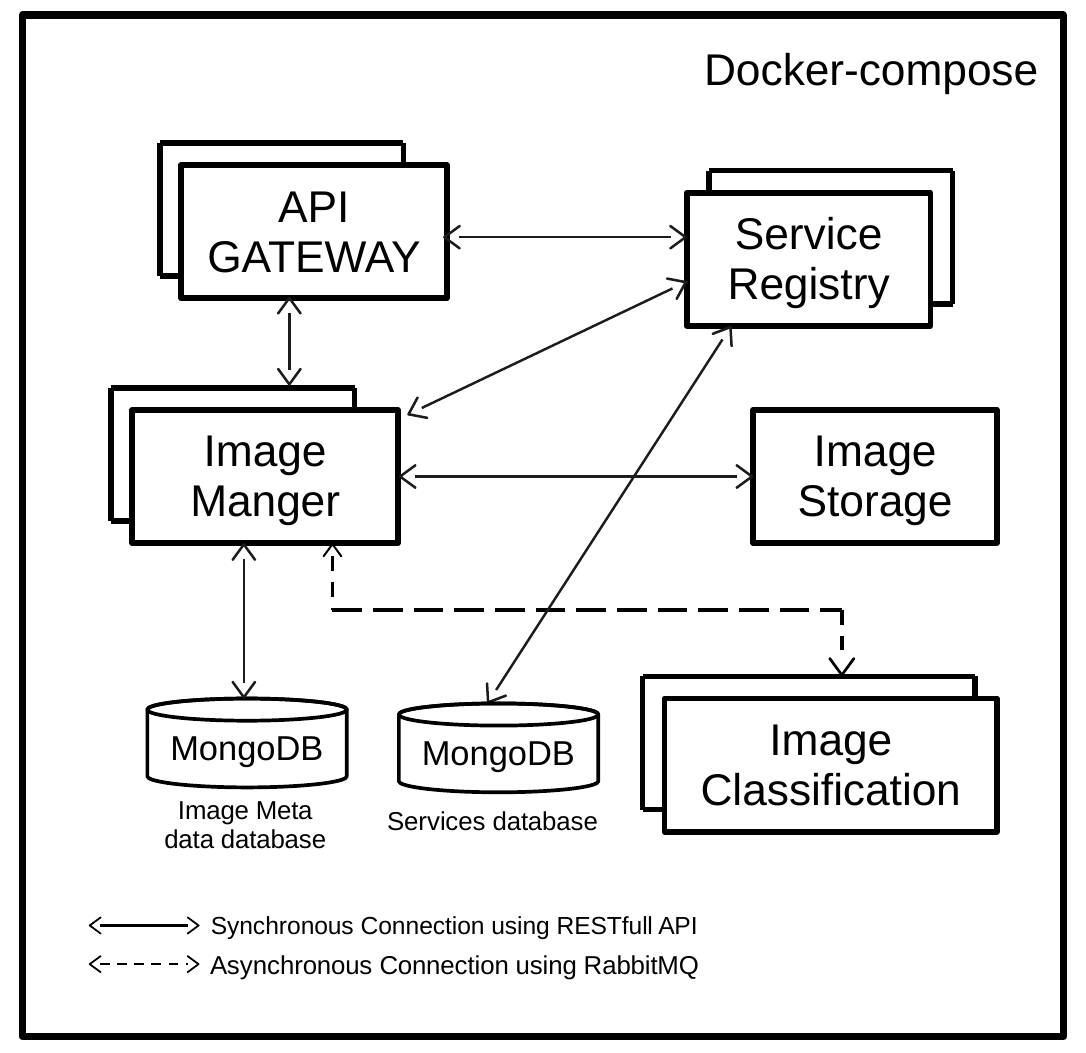 Docker-compose
API
GATEWAY
Service
Registry
Image
Manger
Image
Storage
MongoDB
Image Meta
data database
MongoDB
Services database
Image
Classification
Synchronous Connection using RESTfull API
Asynchronous Connection using RabbitMQ